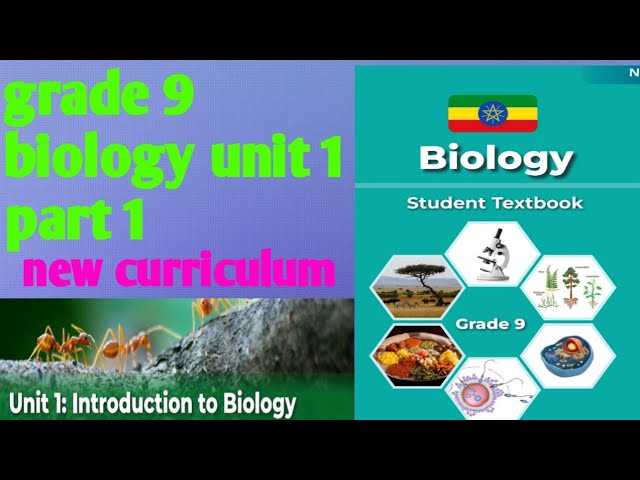 grade 9
biology unit 1
part 1
new curriculum
Unit 1: Introduction to Biology
N
Biology
Student Textbook
Grade 9